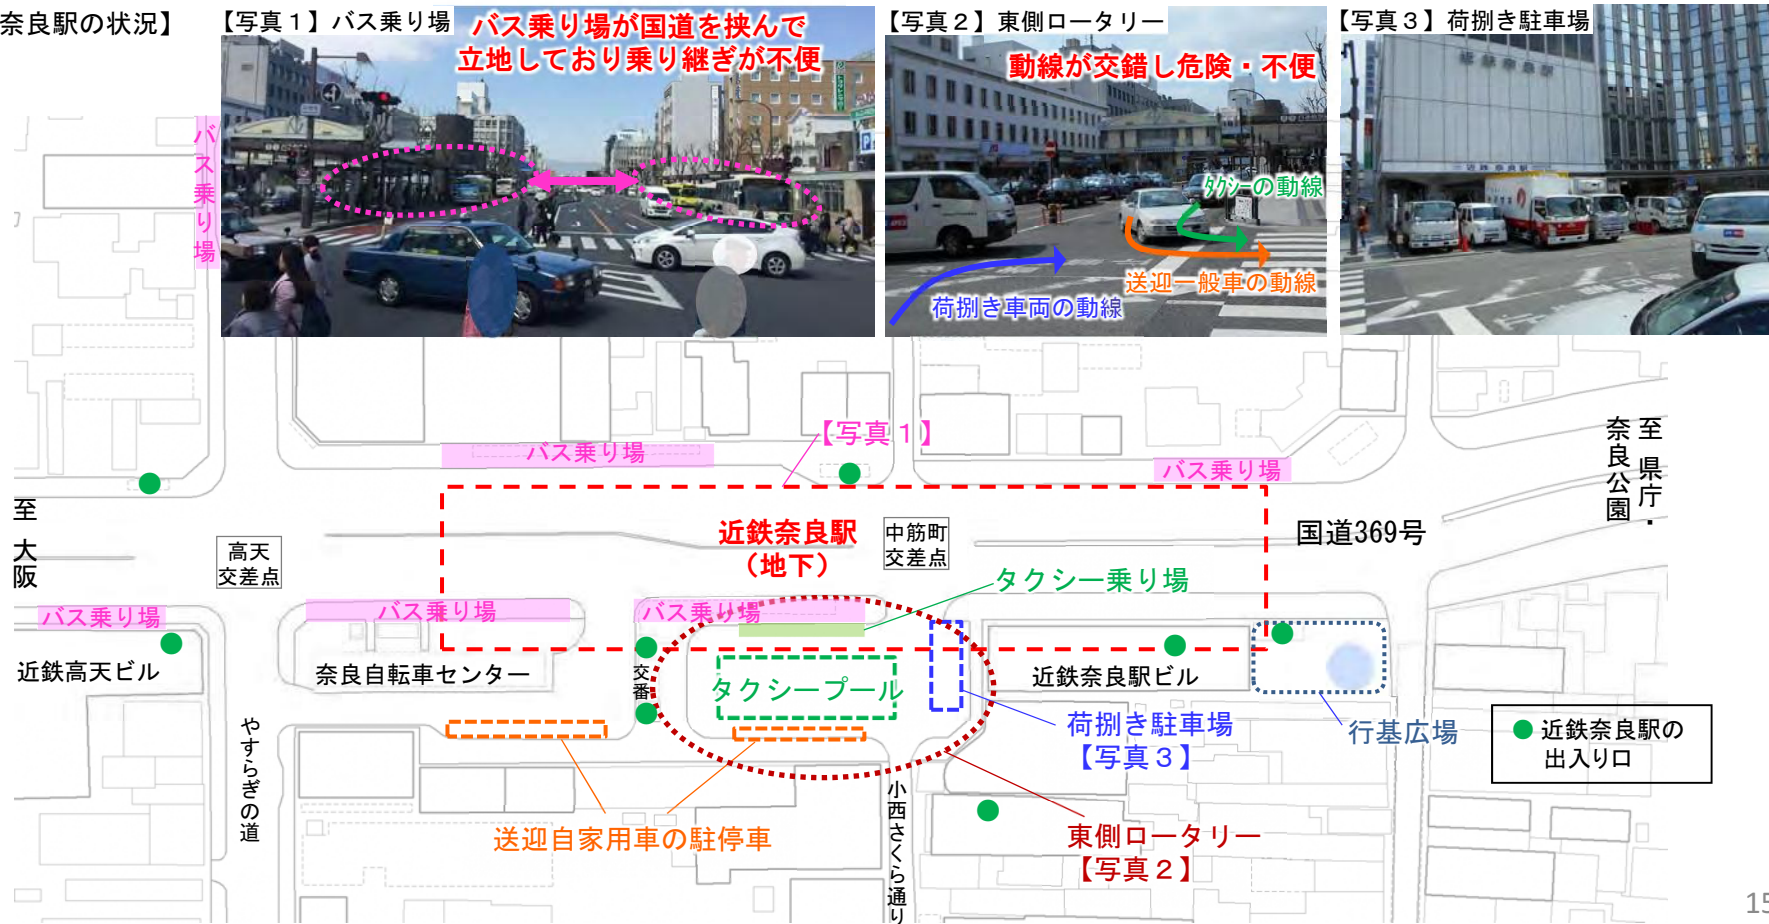 奈良駅の状況】
【写真１】バス乗り場
バス乗り場が国道を挟んで
立地しており乗り継ぎが不便
【写真２】東側ロータリー
動線が交錯し危険・不便
タクシーの動線
送迎一般車の動線
荷捌き車両の動線
【写真３】荷捌き駐車場
近鉄奈良駅
バス乗り場
【写真１】
バス乗り場
バス乗り場
至 県庁・
奈良公園
至 大阪
高天
交差点
近鉄奈良駅
（地下）
中筋町
交差点
国道369号
タクシー乗り場
バス乗り場
バス乗り場
バス乗り場
近鉄高天ビル
奈良自転車センター
交番
タクシープール
近鉄奈良駅ビル
荷捌き駐車場
【写真３】
行基広場
近鉄奈良駅の
出入り口
やすらぎの道
送迎自家用車の駐停車
小西さくら通り
東側ロータリー
【写真２】
15